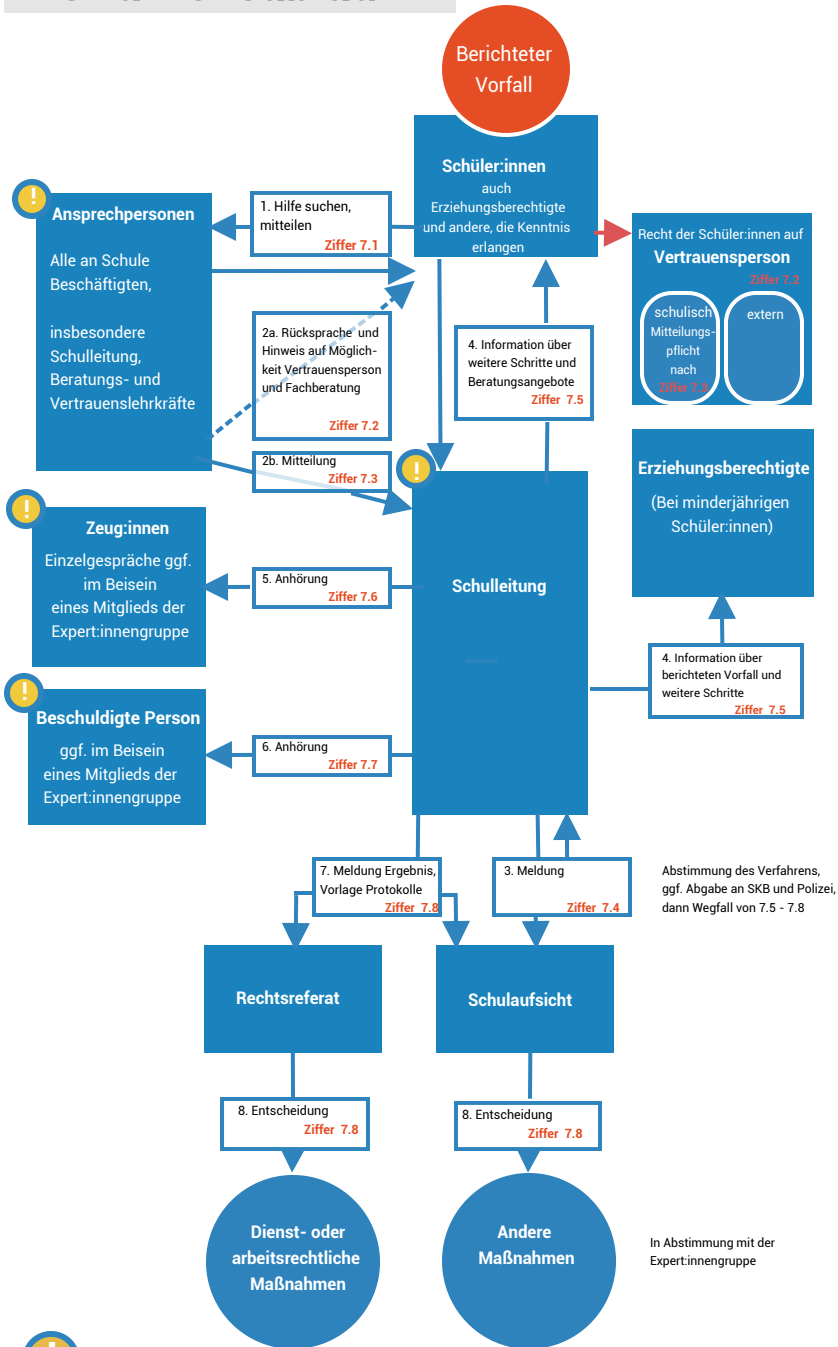 Berichteter
Vorfall
Schüler:innen
auch
Erziehungsberechtigte
und andere, die Kenntnis
erlangen
!
Ansprechpersonen
Alle an Schule
Beschäftigten,
insbesondere
Schulleitung,
Beratungs- und
Vertrauenslehrkräfte
1. Hilfe suchen,
mitteilen
Ziffer 7.1
Recht der Schüler:innen auf
Vertrauensperson
Ziffer 7.2
schulisch
Mitteilungs-
pflicht
nach
Ziffer 7.3
extern
2a. Rücksprache und
Hinweis auf Möglich-
keit Vertrauensperson
und Fachberatung
Ziffer 7.2
4. Information über
weitere Schritte und
Beratungsangebote
Ziffer 7.5
2b. Mitteilung
Ziffer 7.3
!
Erziehungsberechtigte
(Bei minderjährigen
Schüler:innen)
!
Zeug:innen
Einzelgespräche ggf.
im Beisein
eines Mitglieds der
Expert:innengruppe
5. Anhörung
Ziffer 7.6
Schulleitung
4. Information über
berichteten Vorfall und
weitere Schritte
Ziffer 7.5
!
Beschuldigte Person
ggf. im Beisein
eines Mitglieds der
Expert:innengruppe
6. Anhörung
Ziffer 7.7
7. Meldung Ergebnis,
Vorlage Protokolle
Ziffer 7.8
3. Meldung
Ziffer 7.4
Abstimmung des Verfahrens,
ggf. Abgabe an SKB und Polizei,
dann Wegfall von 7.5 - 7.8
Rechtsreferat
Schulaufsicht
8. Entscheidung
Ziffer 7.8
8. Entscheidung
Ziffer 7.8
Dienst- oder
arbeitsrechtliche
Maßnahmen
Andere
Maßnahmen
In Abstimmung mit der
Expert:innengruppe